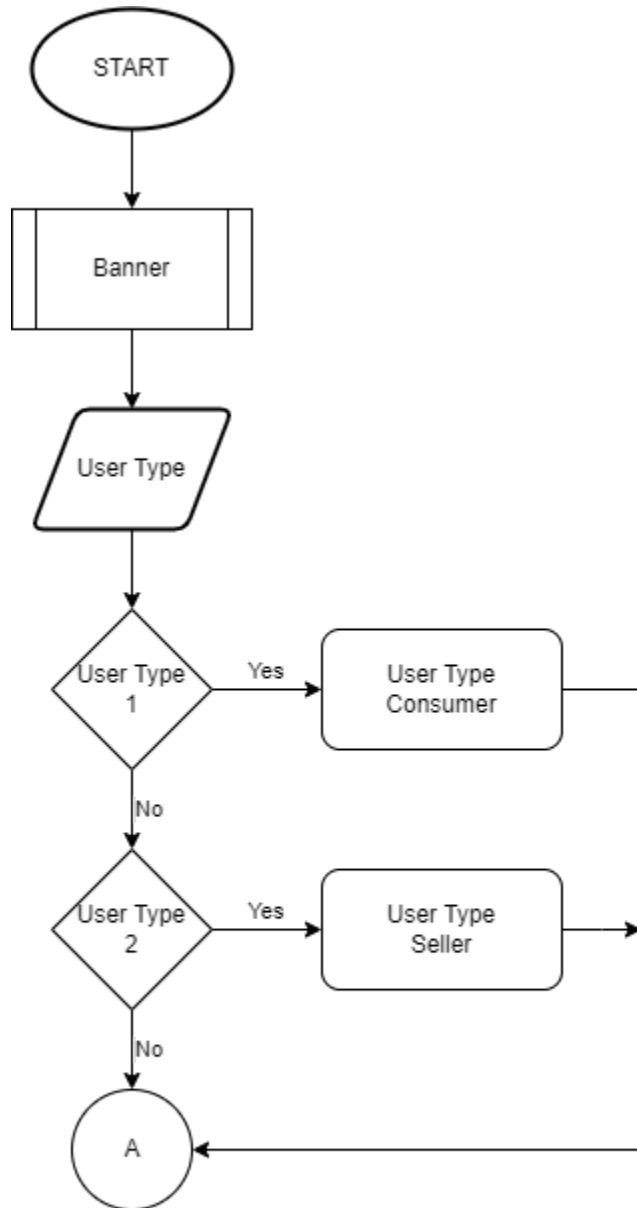 START
Banner
User Type
User Type
1
Yes
User Type
Consumer
No
User Type
2
Yes
User Type
Seller
No
A